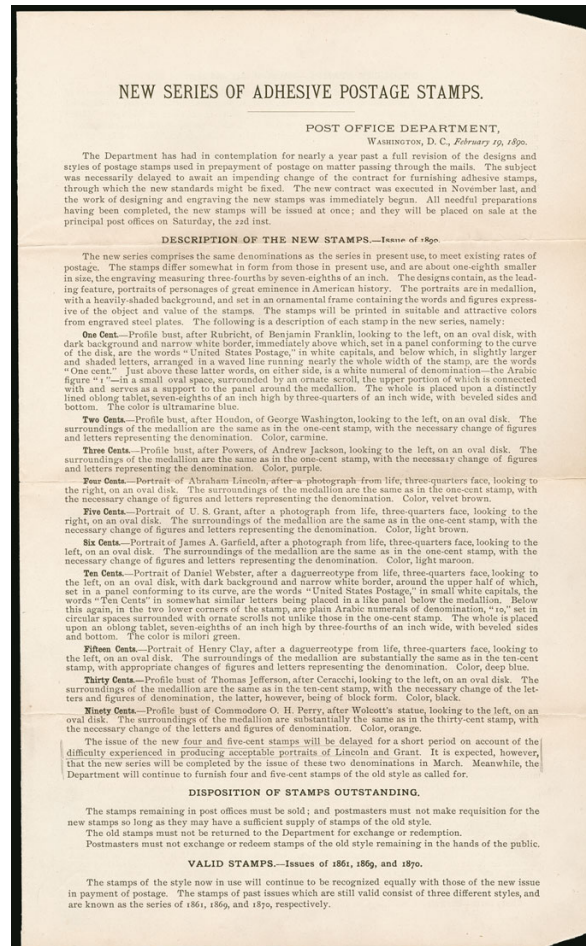 NEW SERIES OF ADHESIVE POSTAGE STAMPS.
POST OFFICE DEPARTMENT,
WASHINGTON, D. C., February 19, 1890.
The Department has had in contemplation for nearly a year past a full revision of the designs and
styles of postage stamps used in prepayment of postage on matter passing through the mails. The subject
was necessarily delayed to await an impending change of the contract for furnishing adhesive stamps,
through which the new standards might be fixed. The new contract was executed in November last, and
the work of designing and engraving the new stamps was immediately begun. All needful preparations
having been completed, the new stamps will be issued at once; and they will be placed on sale at the
principal post offices on Saturday, the 22d inst.
DESCRIPTION OF THE NEW STAMPS.—Issue of 1890.
The new series comprises the same denominations as the series in present use, to meet existing rates of
postage. The stamps differ somewhat in form from those in present use, and are about one-eighth smaller
in size, the engraving measuring three-fourths by seven-eighths of an inch. The designs contain, as the lead-
ing feature, portraits of personages of great eminence in American history. The portraits are in medallion,
with a heavily-shaded background, and set in an ornamental frame containing the words and figures express-
ive of the object and value of the stamps. The stamps will be printed in suitable and attractive colors
from engraved steel plates. The following is a description of each stamp in the new series, namely:
One Cent.—Profile bust, after Rubricht, of Benjamin Franklin, looking to the left, on an oval disk, with
dark background and narrow white border, immediately above which, set in a panel conforming to the curve
of the disk, are the words "United States Postage," in white capitals, and below which, in slightly larger
and shaded letters, arranged in a waved line running nearly the whole width of the stamp, are the words
"One cent." Just above these latter words, on either side, is a white numeral of denomination—the Arabic
figure "1"—in a small oval space, surrounded by an ornate scroll, the upper portion of which is connected
with and serves as a support to the panel around the medallion. The whole is placed upon a distinctly
lined oblong tablet, seven-eighths of an inch high by three-quarters of an inch wide, with beveled sides and
bottom. The color is ultramarine blue.
Two Cents.—Profile bust, after Houdon, of George Washington, looking to the left, on an oval disk. The
surroundings of the medallion are the same as in the one-cent stamp, with the necessary change of figures
and letters representing the denomination. Color, carmine.
Three Cents.—Profile bust, after Powers, of Andrew Jackson, looking to the left, on an oval disk. The
surroundings of the medallion are the same as in the one-cent stamp, with the necessary change of figures
and letters representing the denomination. Color, purple.
Four Cents.—Portrait of Abraham Lincoln, after a photograph from life, three-quarters face, looking to
the right, on an oval disk. The surroundings of the medallion are the same as in the one-cent stamp, with
the necessary change of figures and letters representing the denomination. Color, velvet brown.
Five Cents.—Portrait of U. S. Grant, after a photograph from life, three-quarters face, looking to the
right, on an oval disk. The surroundings of the medallion are the same as in the one-cent stamp, with the
necessary change of figures and letters representing the denomination. Color, light brown.
Six Cents.—Portrait of James A. Garfield, after a photograph from life, three-quarters face, looking to the
left, on an oval disk. The surroundings of the medallion are the same as in the one-cent stamp, with the
necessary change of figures and letters representing the denomination. Color, light maroon.
Ten Cents.—Portrait of Daniel Webster, after a daguerreotype from life, three-quarters face, looking to
the left, on an oval disk, with dark background and narrow white border, around the upper half of which,
set in a panel conforming to its curve, are the words "United States Postage," in small white capitals, the
words "Ten Cents" in somewhat similar letters being placed in a like panel below the medallion. Below
this again, in the two lower corners of the stamp, are plain Arabic numerals of denomination, "10," set in
circular spaces surrounded with ornate scrolls not unlike those in the one-cent stamp. The whole is placed
upon an oblong tablet, seven-eighths of an inch high by three-fourths of an inch wide, with beveled sides
and bottom. The color is milori green.
Fifteen Cents.—Portrait of Henry Clay, after a daguerreotype from life, three-quarters face, looking to
the left, on an oval disk. The surroundings of the medallion are substantially the same as in the ten-cent
stamp, with appropriate changes of figures and letters representing the denomination. Color, deep blue.
Thirty Cents.—Profile bust of Thomas Jefferson, after Ceracchi, looking to the left, on an oval disk. The
surroundings of the medallion are the same as in the ten-cent stamp, with the necessary change of the let-
ters and figures of denomination, the latter, however, being of block form. Color, black.
Ninety Cents.—Profile bust of Commodore O. H. Perry, after Wolcott's statue, looking to the left, on an
oval disk. The surroundings of the medallion are substantially the same as in the thirty-cent stamp, with
the necessary change of the letters and figures of denomination. Color, orange.
The issue of the new four and five-cent stamps will be delayed for a short period on account of the
difficulty experienced in producing acceptable portraits of Lincoln and Grant. It is expected, however,
that the new series will be completed by the issue of these two denominations in March. Meanwhile, the
Department will continue to furnish four and five-cent stamps of the old style as called for.
DISPOSITION OF STAMPS OUTSTANDING.
The stamps remaining in post offices must be sold; and postmasters must not make requisition for the
new stamps so long as they may have a sufficient supply of stamps of the old style.
The old stamps must not be returned to the Department for exchange or redemption.
Postmasters must not exchange or redeem stamps of the old style remaining in the hands of the public.
VALID STAMPS.—Issues of 1861, 1869, and 1870.
The stamps of the style now in use will continue to be recognized equally with those of the new issue
in payment of postage. The stamps of past issues which are still valid consist of three different styles, and
are known as the series of 1861, 1869, and 1870, respectively.